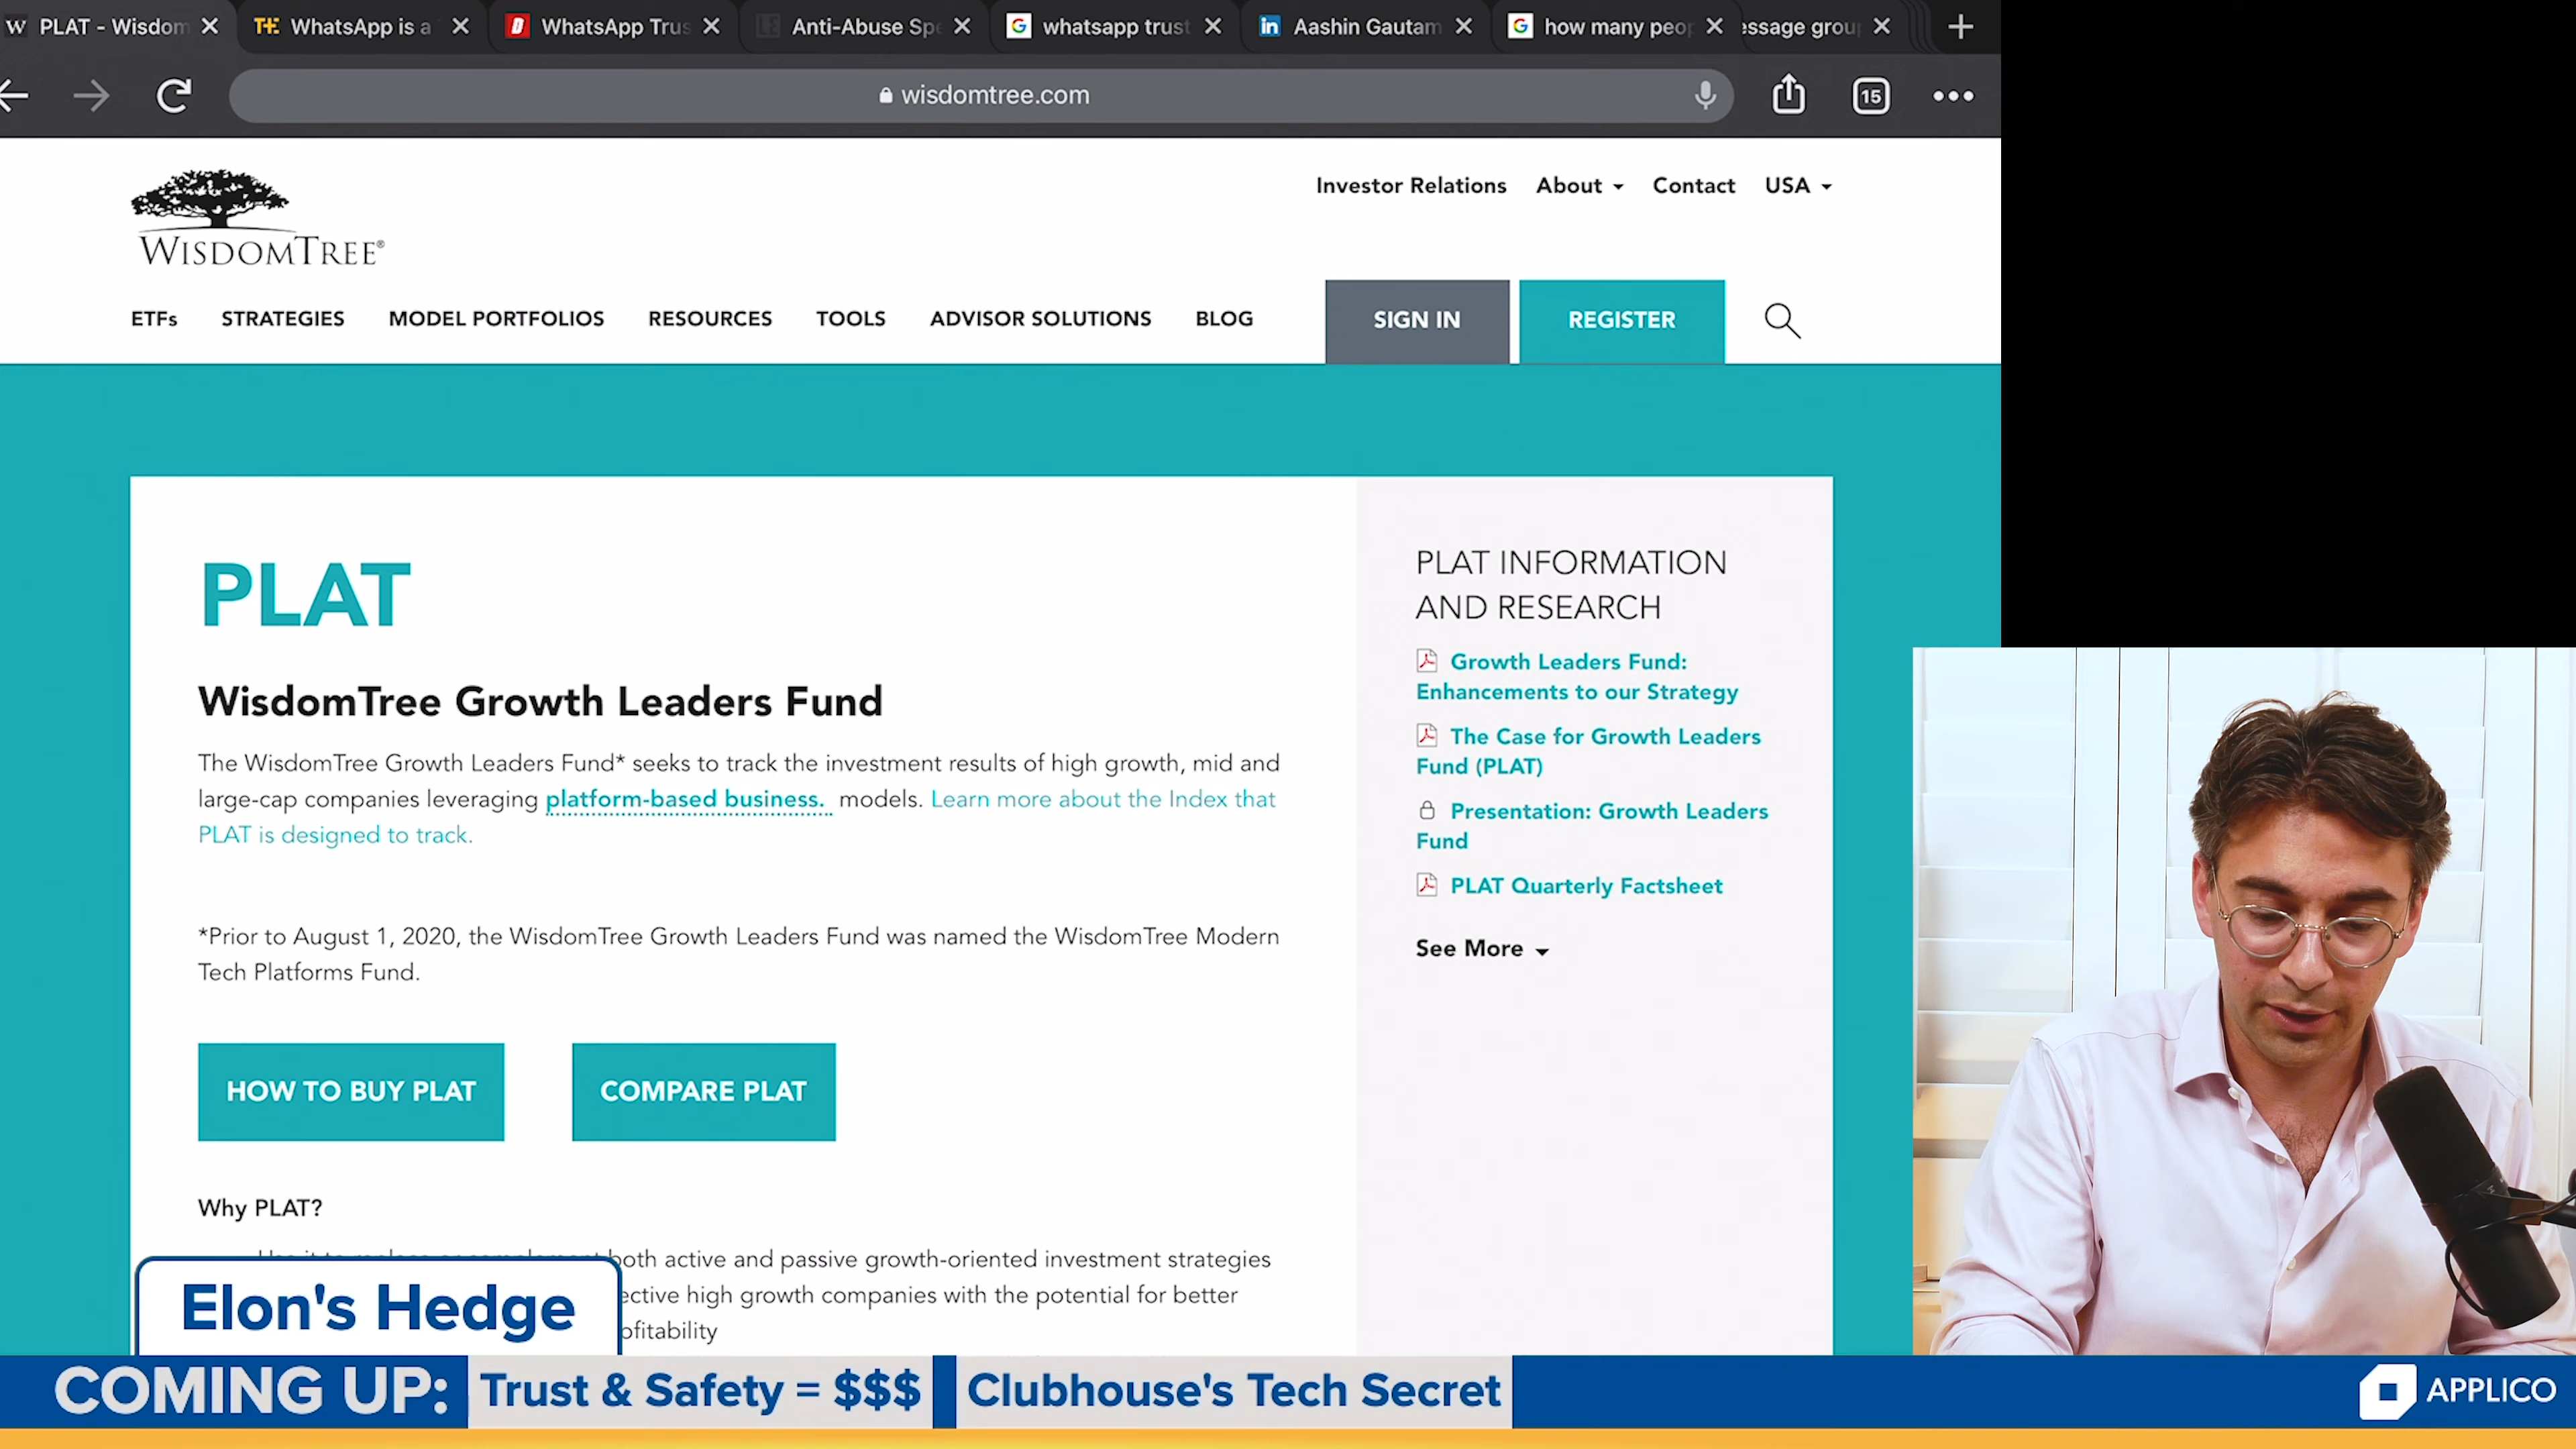 PLAT - Wisdom
WhatsApp is a
WhatsApp Trus
Anti-Abuse Spe
whatsapp trust
Aashin Gautam
how many peop
ssage grou
wisdomtree.com
15
WISDOMTREE®
Investor Relations About Contact USA
ETFs STRATEGIES MODEL PORTFOLIOS RESOURCES TOOLS ADVISOR SOLUTIONS BLOG SIGN IN REGISTER
PLAT
WisdomTree Growth Leaders Fund
The WisdomTree Growth Leaders Fund* seeks to track the investment results of high growth, mid and
large-cap companies leveraging platform-based business. models. Learn more about the Index that
PLAT is designed to track.
*Prior to August 1, 2020, the WisdomTree Growth Leaders Fund was named the WisdomTree Modern
Tech Platforms Fund.
HOW TO BUY PLAT COMPARE PLAT
Why PLAT?
both active and passive growth-oriented investment strategies
ective high growth companies with the potential for better
ofitability
PLAT INFORMATION
AND RESEARCH
Growth Leaders Fund:
Enhancements to our Strategy
The Case for Growth Leaders
Fund (PLAT)
Presentation: Growth Leaders
Fund
PLAT Quarterly Factsheet
See More
Elon's Hedge
COMING UP: Trust & Safety = $$$ Clubhouse's Tech Secret
APPLICO